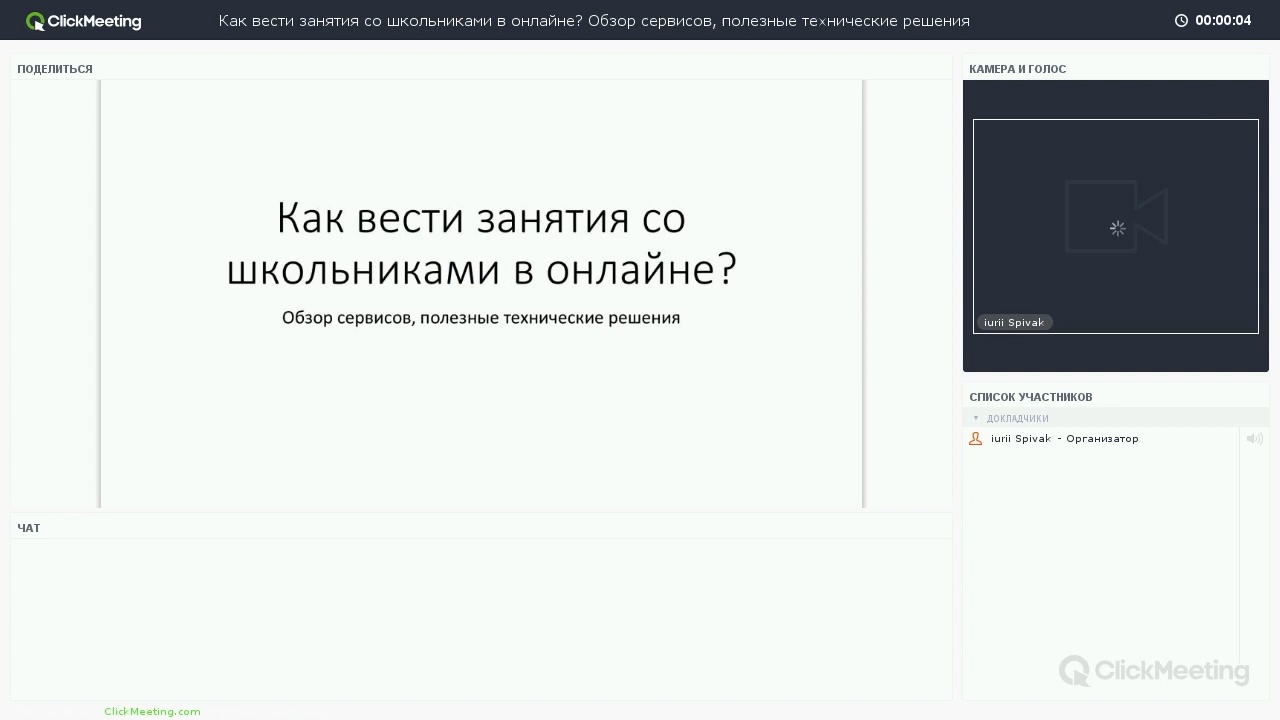 ClickMeeting
Как вести занятия со школьниками в онлайне? Обзор сервисов, полезные технические решения
00:00:04
ПОДЕЛИТЬСЯ
Как вести занятия со
школьниками в онлайне?
Обзор сервисов, полезные технические решения
ЧАТ
КАМЕРА И ГОЛОС
iurii Spivak
СПИСОК УЧАСТНИКОВ
ДОКЛАДЧИКИ
iurii Spivak - Организатор
ClickMeeting
ClickMeeting.com